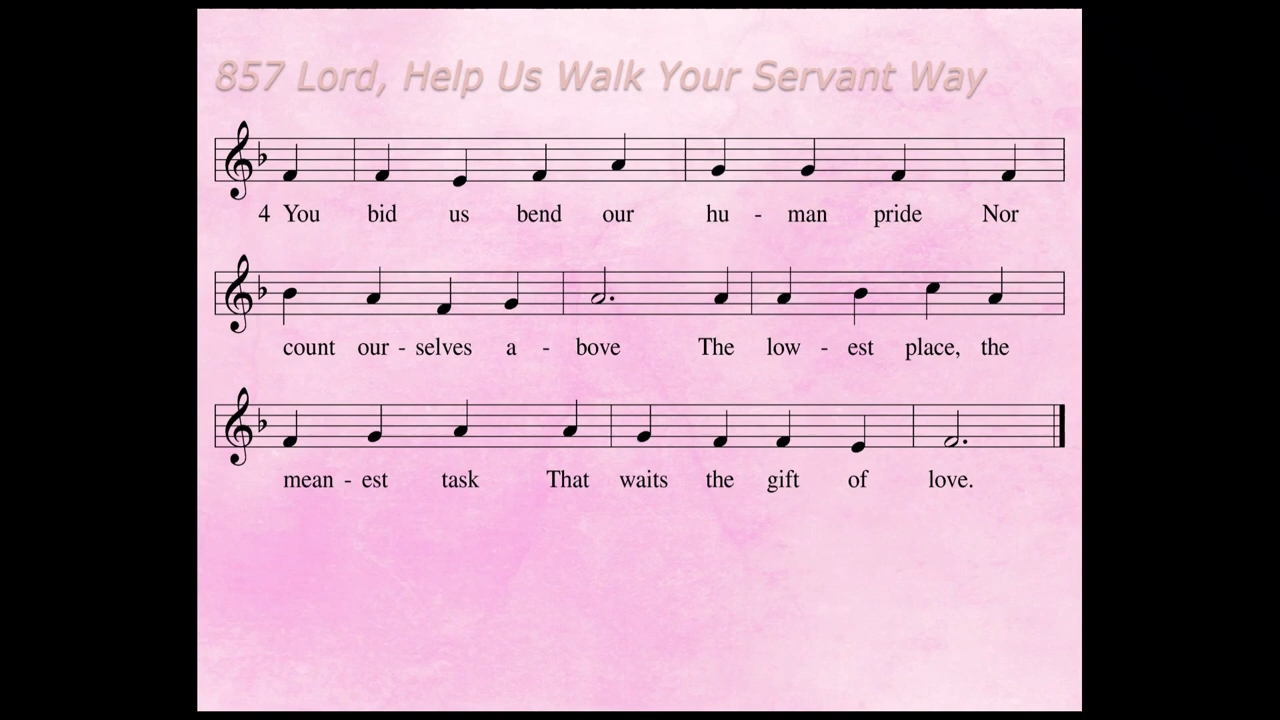 857 Lord, Help Us Walk Your Servant Way
4 You bid us bend our hu - man pride Nor
count our - selves a - bove The low - est place, the
mean - est task That waits the gift of love.